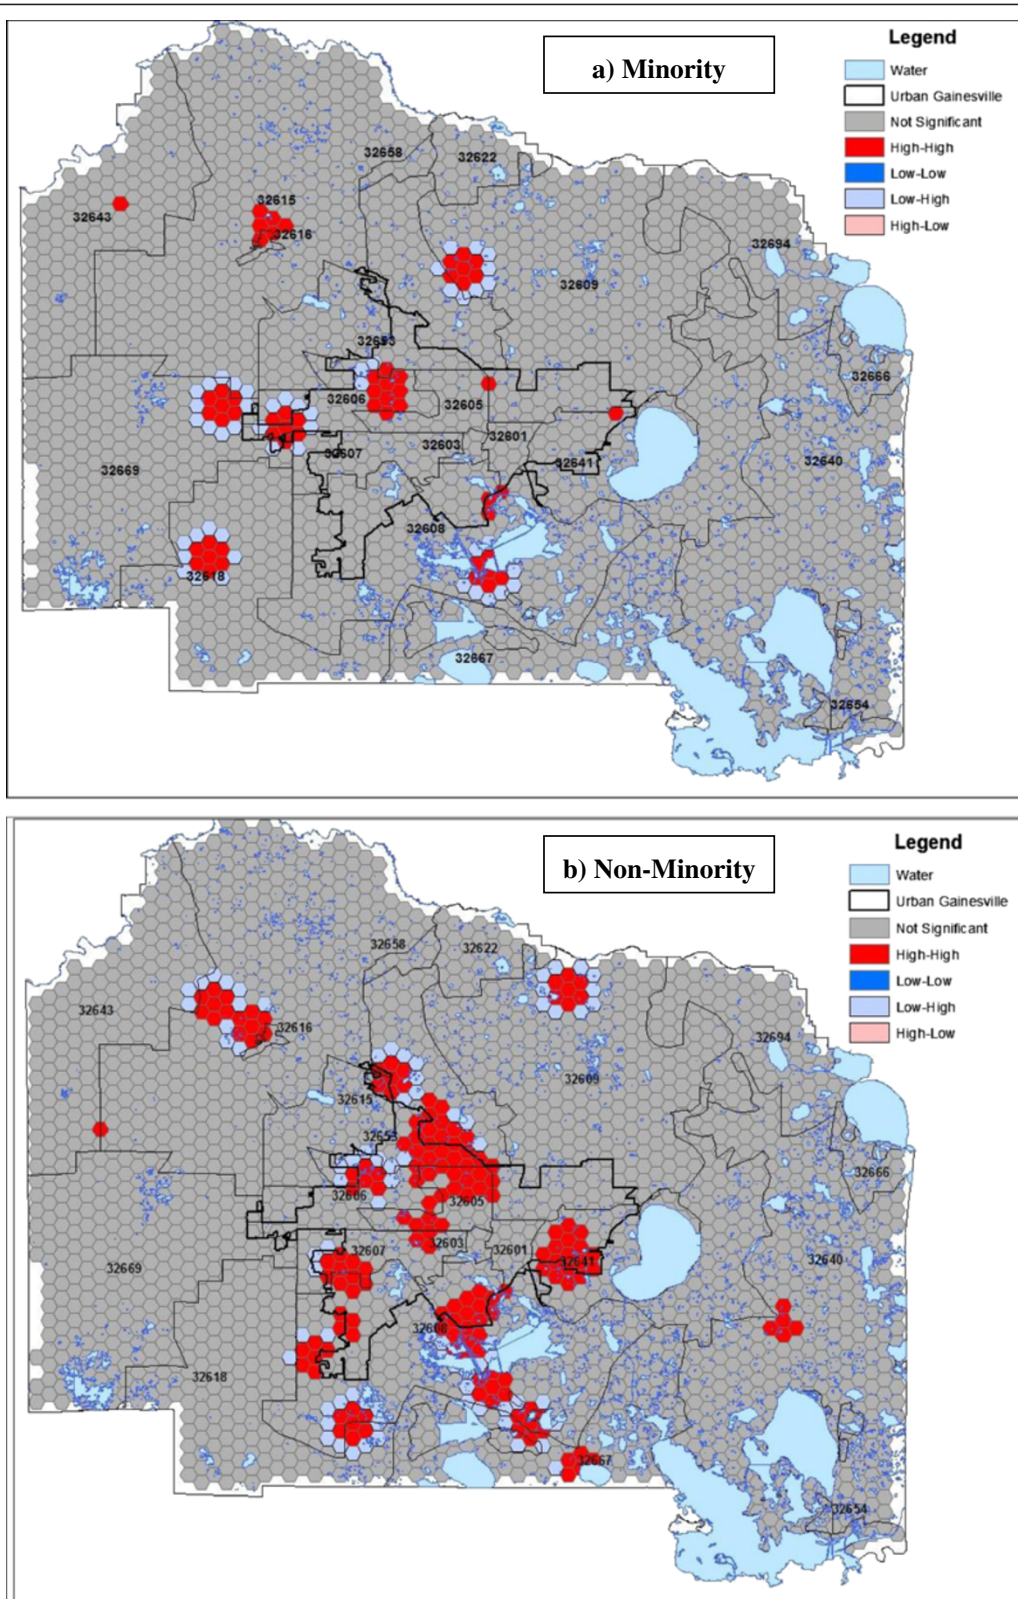 Legend
a) Minority
Water
Urban Gainesville
Not Significant
High-High
Low-Low
Low-High
High-Low
32658
32622
32615
32643
32616
32694
32609
32653
32666
32606
32605
32601
32603
32607
32641
32669
32640
32608
32618
32667
32654
Legend
b) Non-Minority
Water
Urban Gainesville
Not Significant
High-High
Low-Low
Low-High
High-Low
32658
32622
32643
32616
32694
32609
32615
32653
32666
32606
32605
32603
32601
32607
32641
32640
32669
32608
32618
32667
32654